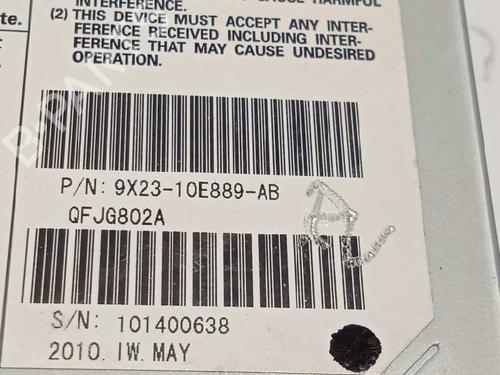 INTERFERENCE.
te. (2) THIS DEVICE MUST ACCEPT ANY INTER-
FERENCE RECEIVED INCLUDING INTER-
FERENCE THAT MAY CAUSE UNDESIRED
OPERATION.
P/N: 9X23-10E889-AB
QFJG802A
S/N: 101400638
2010. IW. MAY